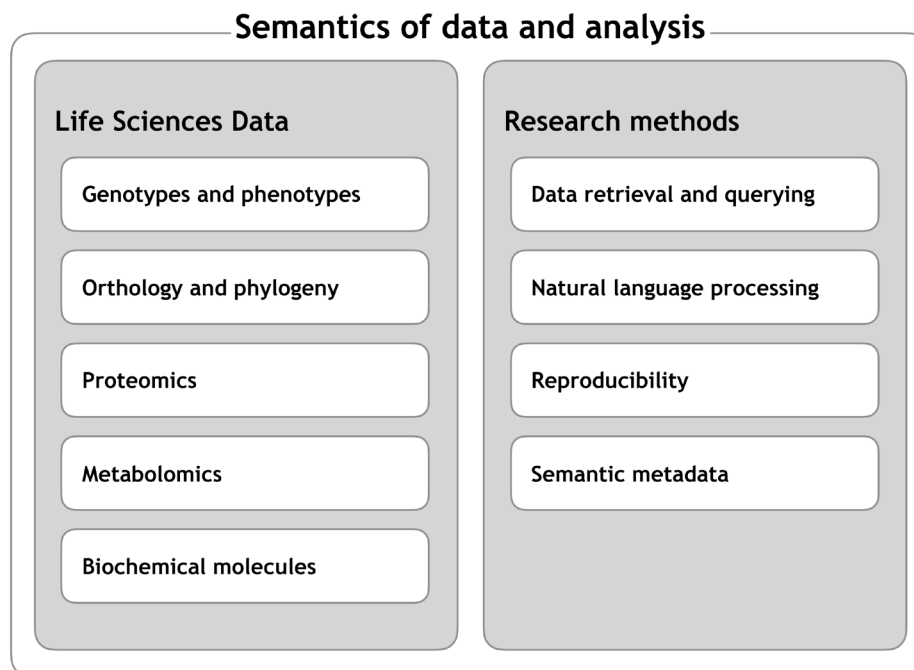 Semantics of data and analysis
Life Sciences Data
Genotypes and phenotypes
Orthology and phylogeny
Proteomics
Metabolomics
Biochemical molecules
Research methods
Data retrieval and querying
Natural language processing
Reproducibility
Semantic metadata